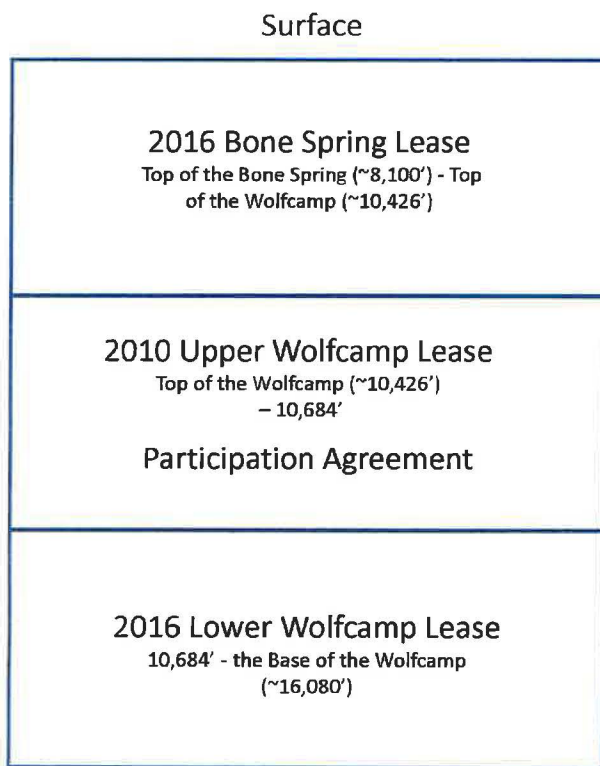 Surface
2016 Bone Spring Lease
Top of the Bone Spring (~8,100′) - Top
of the Wolfcamp (~10,426′)
2010 Upper Wolfcamp Lease
Top of the Wolfcamp (~10,426′)
– 10,684′
Participation Agreement
2016 Lower Wolfcamp Lease
10,684′ - the Base of the Wolfcamp
(~16,080′)